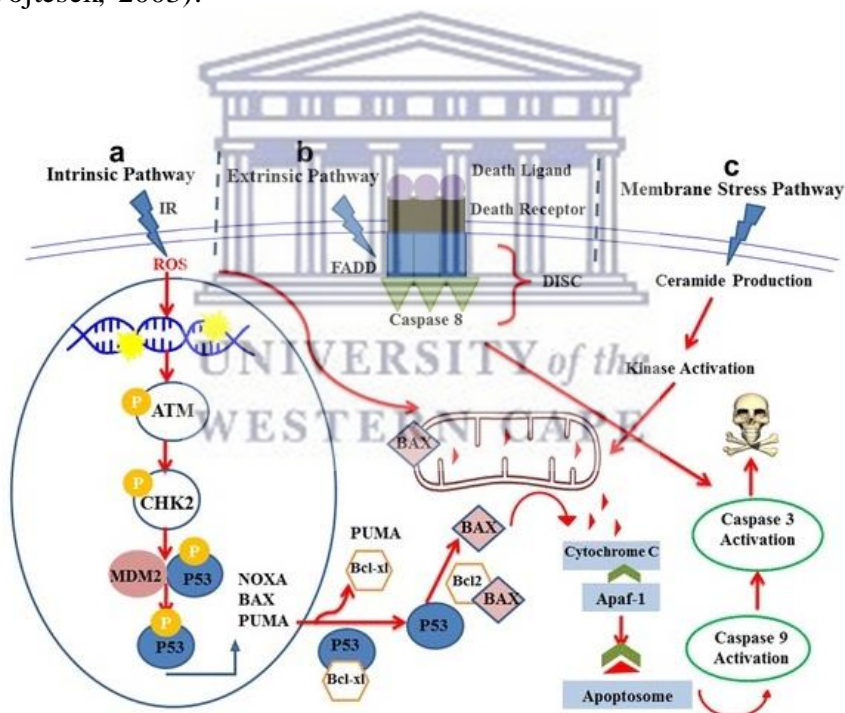 ojtesek, 2005).
a
Intrinsic Pathway
IR
ROS
b
Extrinsic Pathway
Death Ligand
Death Receptor
FADD
DISC
Caspase 8
c
Membrane Stress Pathway
Ceramide Production
Kinase Activation
UNIVERSITY of the
WESTERN CAPE
P
ATM
P
CHK2
MDM2
P
P53
P
P53
NOXA
BAX
PUMA
PUMA
Bcl-xl
P53
Bcl-xl
P53
BAX
Bcl2
BAX
BAX
Cytochrome C
Apaf-1
Apoptosome
Caspase 3
Activation
Caspase 9
Activation